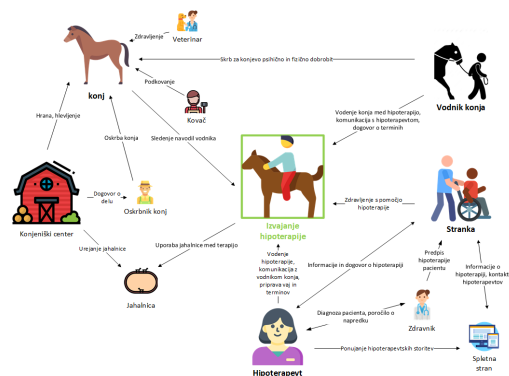 Zdravljenje
Veterinar
Skrb za konjevo psihično in fizično dobrobit
konj
Podkovanje
Kovač
Vodnik konja
Hrana, hlevljenje
Oskrba konja
Sledenje navodil vodnika
Vodenje konja med hipoterapijo,
komunikacija s hipoterapevtom,
dogovor o terminih
Dogovor o
delu
Oskrbnik konj
Konjeniški center
Izvajanje
hipoterapije
Zdravljenje s pomočjo
hipoterapije
Stranka
Urejanje jahalnice
Uporaba jahalnice med terapijo
Jahalnica
Vodenje
hipoterapije,
komunikacija z
vodnikom konja,
priprava vaj in
terminov
Informacije in dogovor o hipoterapiji
Predpis
hipoterapije
pacientu
Informacije o
hipoterapiji, kontakt
hipoterapevtov
Diagnoza pacienta, poročilo o
napredku
Zdravnik
Ponujanje hipoterapevtskih storitev
Spletna
stran
Hipoterapevt